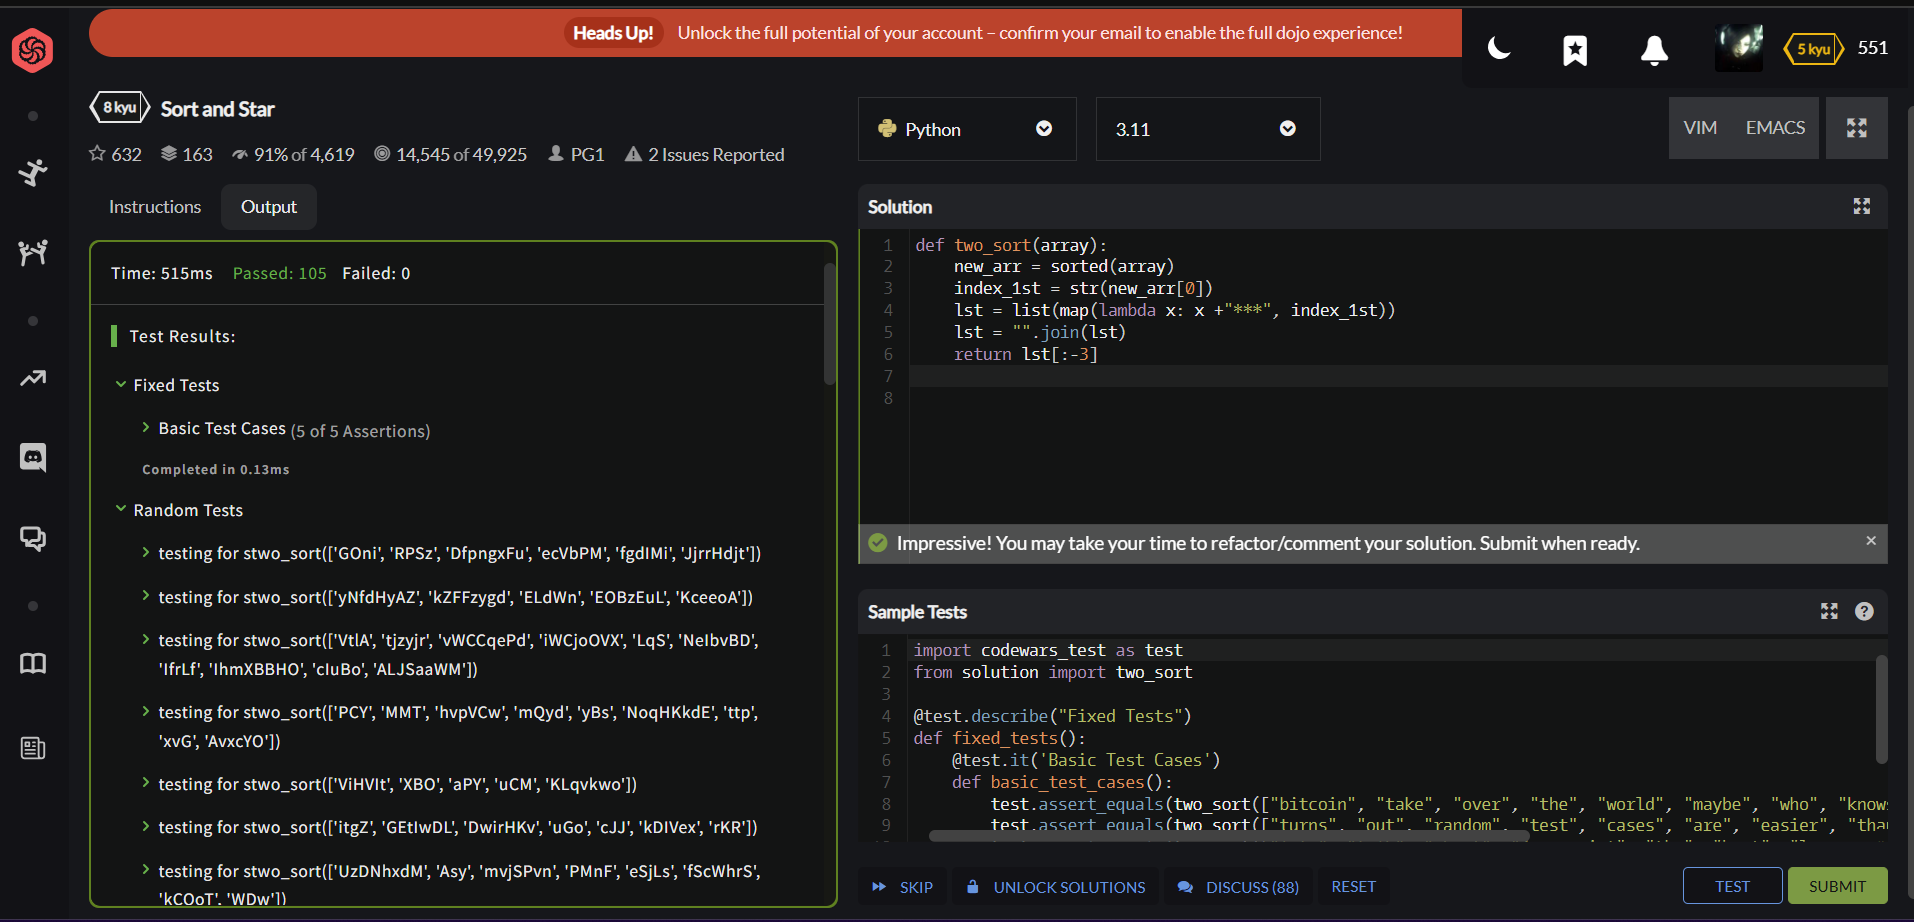 Heads Up! Unlock the full potential of your account – confirm your email to enable the full dojo experience!
5 kyu 551
8 kyu Sort and Star
632 163 91% of 4,619 14,545 of 49,925 PG1 2 Issues Reported
Instructions Output
Time: 515ms Passed: 105 Failed: 0
Test Results:
Fixed Tests
Basic Test Cases (5 of 5 Assertions)
Completed in 0.13ms
Random Tests
testing for stwo_sort(['GOni', 'RPSz', 'DfpngxFu', 'ecVbPM', 'fgdIMi', 'JjrrHdjt'])
testing for stwo_sort(['yNfdHyAZ', 'kZFFzygd', 'ELdWn', 'EOBzEuL', 'KceeoA'])
testing for stwo_sort(['VtlA', 'tjzyjr', 'vWCCqePd', 'iWCjoOVX', 'LqS', 'NeIbvBD',
'IfrLf', 'IhmXBBHO', 'cIuBo', 'ALJSaaWM'])
testing for stwo_sort(['PCY', 'MMT', 'hvpVCw', 'mQyd', 'yBs', 'NoqHKkdE', 'ttp',
'xvG', 'AvxcYO'])
testing for stwo_sort(['ViHVIt', 'XBO', 'aPY', 'uCM', 'KLqvkwo'])
testing for stwo_sort(['itgZ', 'GEtIwDL', 'DwirHKv', 'uGo', 'cJJ', 'kDIVex', 'rKR'])
testing for stwo_sort(['UzDNhxdM', 'Asy', 'mvjSPvn', 'PMnF', 'eSjLs', 'fScWhrS',
'kCOoT', 'WDw'])
Python 3.11 VIM EMACS
Solution
1 def two_sort(array):
2 new_arr = sorted(array)
3 index_1st = str(new_arr[0])
4 lst = list(map(lambda x: x +"***", index_1st))
5 lst = "".join(lst)
6 return lst[:-3]
7
8
Impressive! You may take your time to refactor/comment your solution. Submit when ready. ×
Sample Tests
1 import codewars_test as test
2 from solution import two_sort
3
4 @test.describe("Fixed Tests")
5 def fixed_tests():
6 @test.it('Basic Test Cases')
7 def basic_test_cases():
8 test.assert_equals(two_sort(["bitcoin", "take", "over", "the", "world", "maybe", "who", "know
9 test.assert_equals(two_sort(["turns", "out", "random", "test", "cases", "are", "easier", "tha
SKIP UNLOCK SOLUTIONS DISCUSS (88) RESET TEST SUBMIT